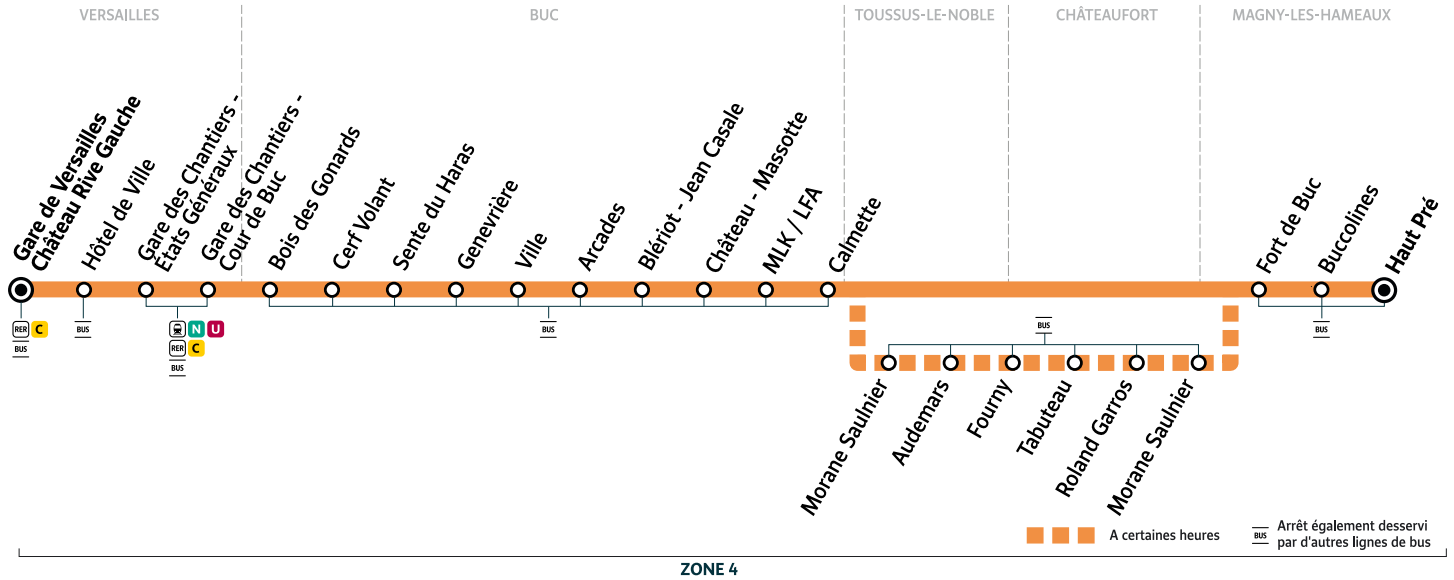 VERSAILLES
BUC
TOUSSUS-LE-NOBLE
CHÂTEAUFORT
MAGNY-LES-HAMEAUX
Gare de Versailles
Château Rive Gauche
Hôtel de Ville
Gare des Chantiers -
Etats Généraux
Gare des Chantiers -
Cour de Buc
Bois des Gonards
Cerf Volant
Sente du Haras
Genevrière
Ville
Arcades
Blériot - Jean Casale
Château - Massotte
MLK / LFA
Calmette
Fort de Buc
Buccolines
Haut Pré
RER C
BUS
BUS
N U
RER C
BUS
BUS
BUS
BUS
Morane Saulnier
Audemars
Fourny
Tabuteau
Roland Garros
Morane Saulnier
A certaines heures
BUS
Arrêt également desservi
par d'autres lignes de bus
ZONE 4